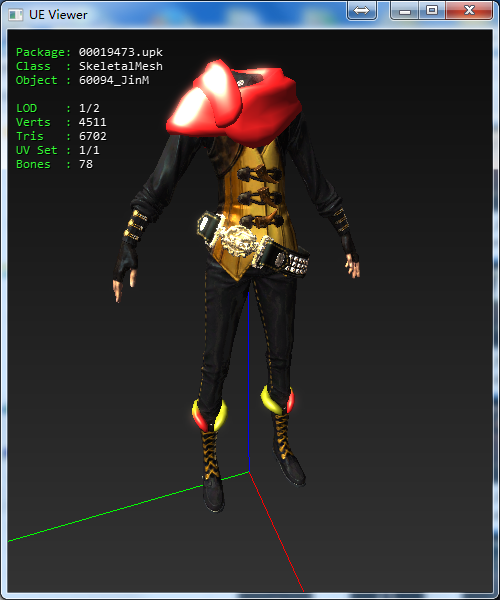 UE Viewer
Package: 00019473.upk
Class : SkeletalMesh
Object : 60094_JinM
LOD : 1/2
Verts : 4511
Tris : 6702
UV Set : 1/1
Bones : 78